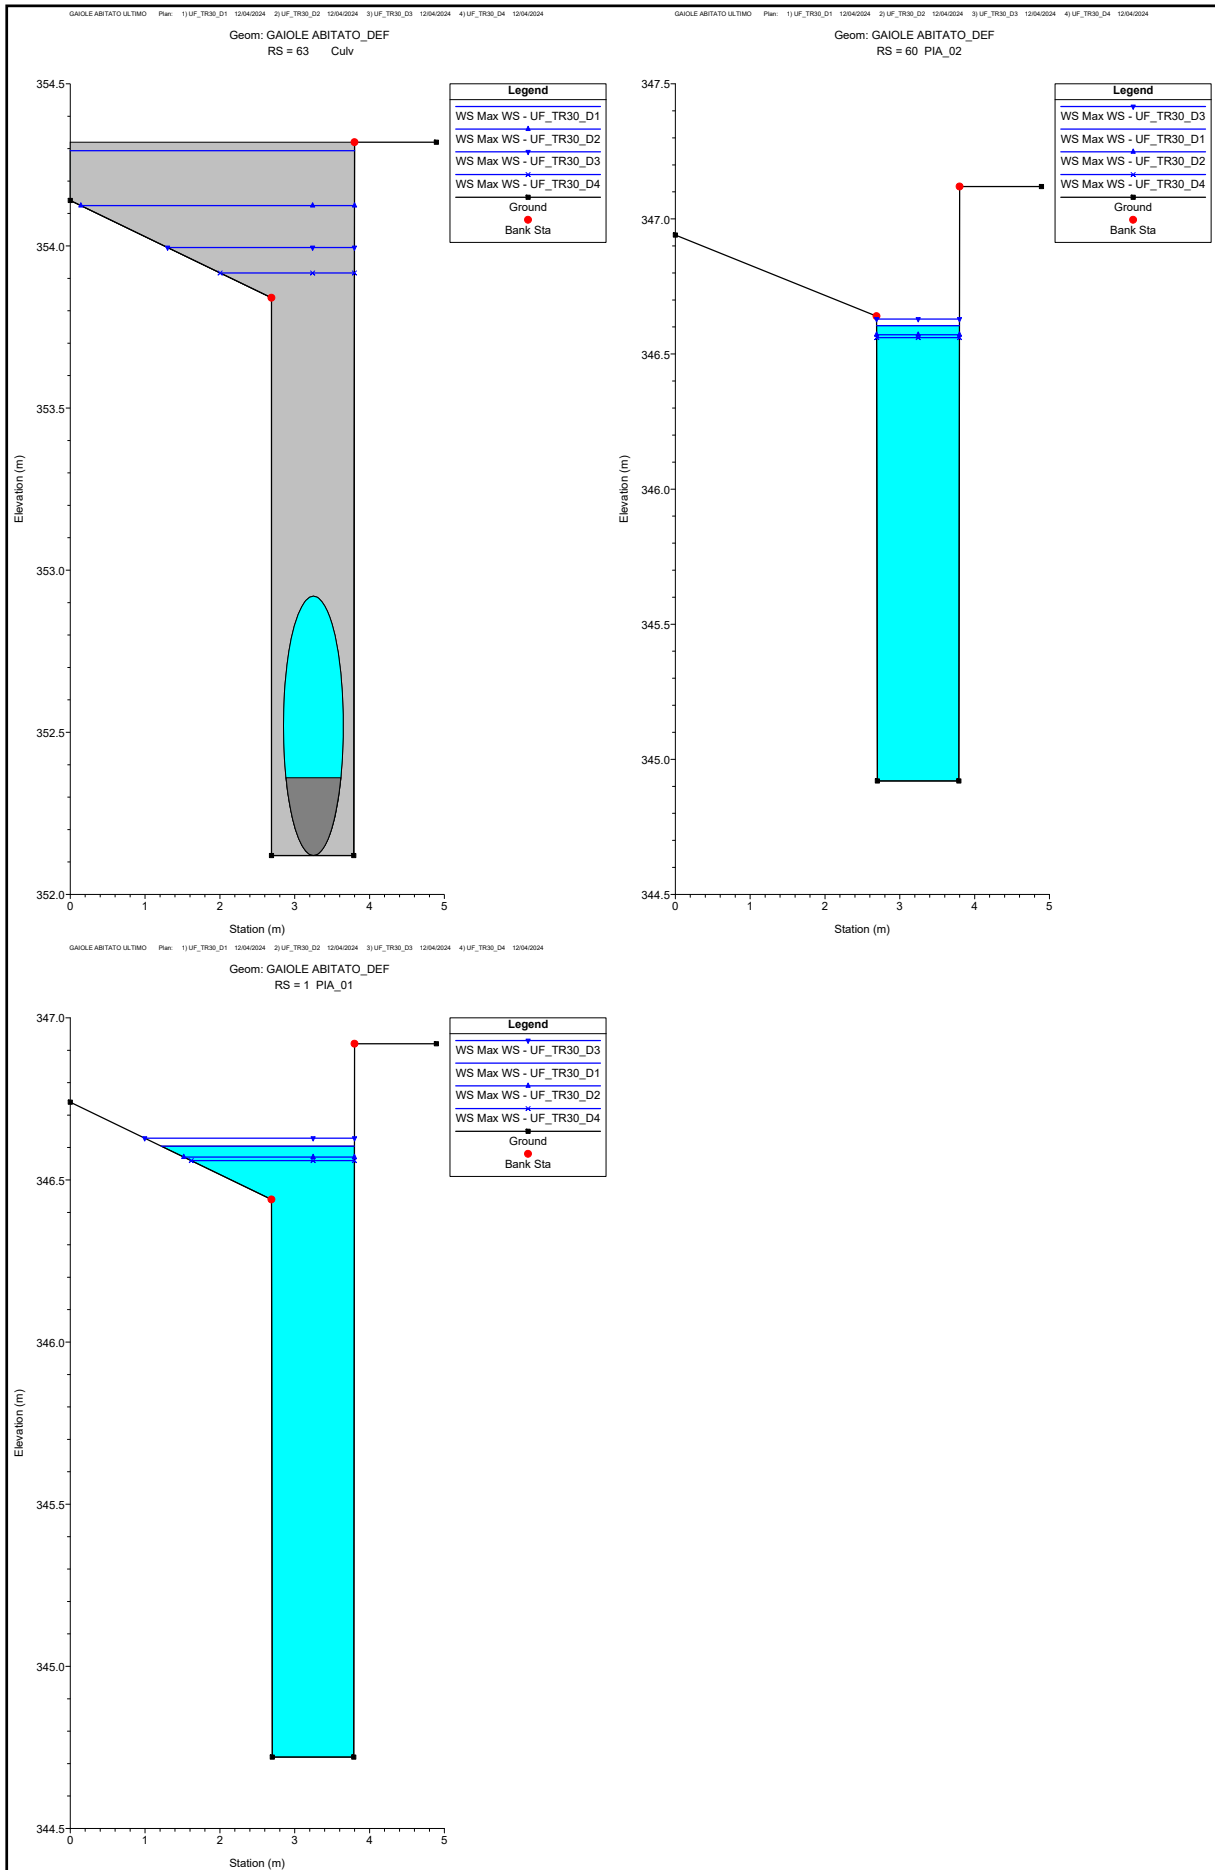 GAIOLE ABITATO ULTIMO Plan: 1) UF_TR30_D1 12/04/2024 2) UF_TR30_D2 12/04/2024 3) UF_TR30_D3 12/04/2024 4) UF_TR30_D4 12/04/2024
Geom: GAIOLE ABITATO_DEF
RS = 63 Culv
354.5
354.0
353.5
353.0
352.5
352.0
Elevation (m)
0 1 2 3 4 5
Station (m)
Legend
WS Max WS - UF_TR30_D1
WS Max WS - UF_TR30_D2
WS Max WS - UF_TR30_D3
WS Max WS - UF_TR30_D4
Ground
Bank Sta
GAIOLE ABITATO ULTIMO Plan: 1) UF_TR30_D1 12/04/2024 2) UF_TR30_D2 12/04/2024 3) UF_TR30_D3 12/04/2024 4) UF_TR30_D4 12/04/2024
Geom: GAIOLE ABITATO_DEF
RS = 60 PIA_02
347.5
347.0
346.5
346.0
345.5
345.0
344.5
Elevation (m)
0 1 2 3 4 5
Station (m)
Legend
WS Max WS - UF_TR30_D3
WS Max WS - UF_TR30_D1
WS Max WS - UF_TR30_D2
WS Max WS - UF_TR30_D4
Ground
Bank Sta
GAIOLE ABITATO ULTIMO Plan: 1) UF_TR30_D1 12/04/2024 2) UF_TR30_D2 12/04/2024 3) UF_TR30_D3 12/04/2024 4) UF_TR30_D4 12/04/2024
Geom: GAIOLE ABITATO_DEF
RS = 1 PIA_01
347.0
346.5
346.0
345.5
345.0
344.5
Elevation (m)
0 1 2 3 4 5
Station (m)
Legend
WS Max WS - UF_TR30_D3
WS Max WS - UF_TR30_D1
WS Max WS - UF_TR30_D2
WS Max WS - UF_TR30_D4
Ground
Bank Sta